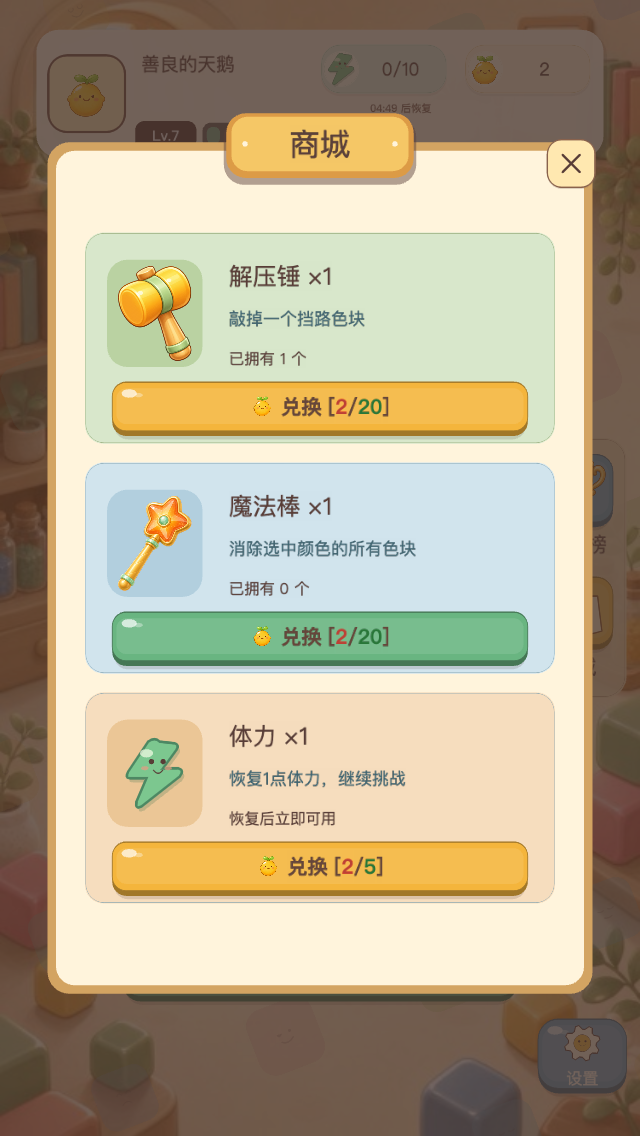 善良的天鹅
0/10
2
04:49 后恢复
Lv.7
商城
解压锤 ×1
敲掉一个挡路色块
已拥有 1 个
兑换 [2/20]
魔法棒 ×1
消除选中颜色的所有色块
已拥有 0 个
兑换 [2/20]
榜
体力 ×1
恢复1点体力，继续挑战
恢复后立即可用
兑换 [2/5]
设置